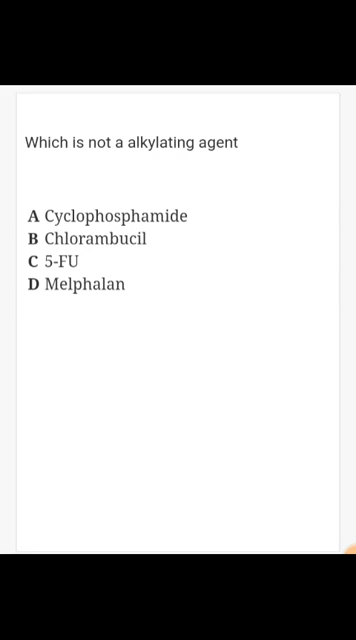 Which is not a alkylating agent
A Cyclophosphamide
B Chlorambucil
C 5-FU
D Melphalan